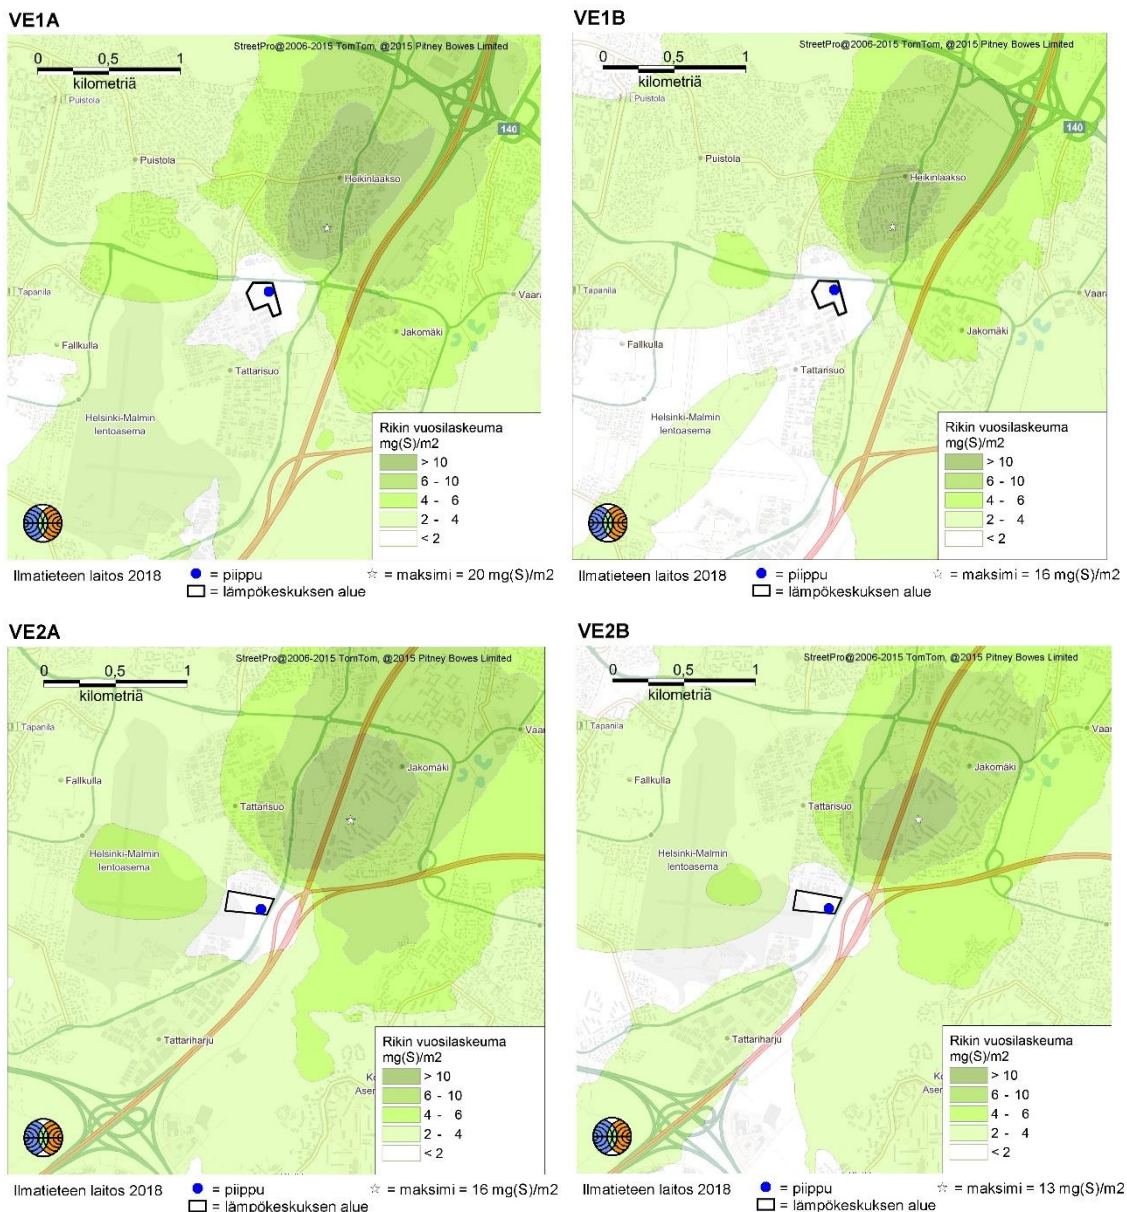 VE1A
StreetPro@2006-2015 TomTom, @2015 Pitney Bowes Limited
0 0,5 1
kilometriä
Puistola
140
Puistola
Heikinlaakso
Tapanila
Vaara
Fallkulla
Jakomäki
Tattarisuo
Helsinki-Malmin
lentoasema
Rikin vuosilaskeuma
mg(S)/m2
> 10
6 - 10
4 - 6
2 - 4
< 2
Ilmatieteen laitos 2018
= piippu
☆ = maksimi = 20 mg(S)/m2
= lämpökeskuksen alue
VE1B
StreetPro@2006-2015 TomTom, @2015 Pitney Bowes Limited
0 0,5 1
kilometriä
Puistola
140
Puistola
Heikinlaakso
Tapanila
Vaara
Fallkulla
Jakomäki
Tattarisuo
Helsinki-Malmin
lentoasema
Rikin vuosilaskeuma
mg(S)/m2
> 10
6 - 10
4 - 6
2 - 4
< 2
Ilmatieteen laitos 2018
= piippu
☆ = maksimi = 16 mg(S)/m2
= lämpökeskuksen alue
VE2A
StreetPro@2006-2015 TomTom, @2015 Pitney Bowes Limited
0 0,5 1
kilometriä
Tapanila
Vaar
Jakomäki
Fallkulla
Tattarisuo
Helsinki-Malmin
lentoasema
Tattariharju
Rikin vuosilaskeuma
mg(S)/m2
> 10
6 - 10
4 - 6
2 - 4
< 2
Ilmatieteen laitos 2018
= piippu
☆ = maksimi = 16 mg(S)/m2
= lämpökeskuksen alue
VE2B
StreetPro@2006-2015 TomTom, @2015 Pitney Bowes Limited
0 0,5 1
kilometriä
Tapanila
Vaar
Jakomäki
Fallkulla
Tattarisuo
Helsinki-Malmin
lentoasema
Tattariharju
Rikin vuosilaskeuma
mg(S)/m2
> 10
6 - 10
4 - 6
2 - 4
< 2
Ilmatieteen laitos 2018
= piippu
☆ = maksimi = 13 mg(S)/m2
= lämpökeskuksen alue